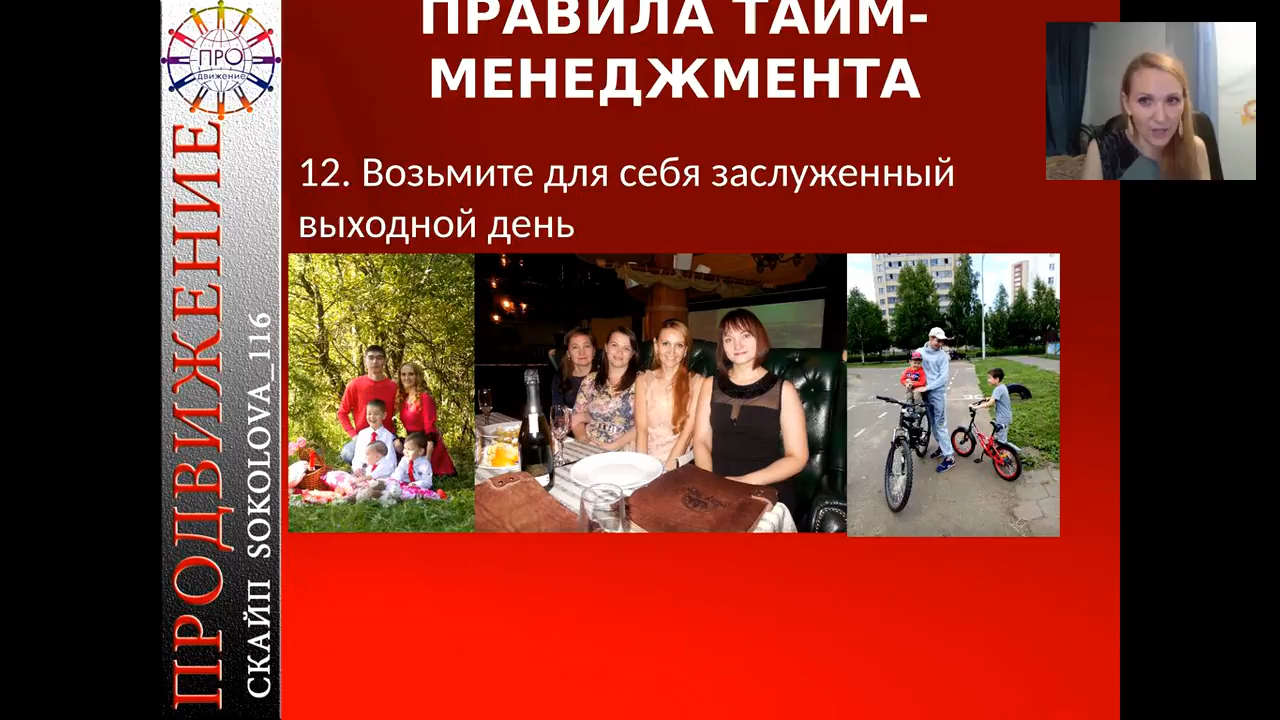 ПРО
движение
ПРОДВИЖЕНИЕ
СКАЙП SOKOLOVA_116
ПРАВИЛА ТАЙМ-
МЕНЕДЖМЕНТА
12. Возьмите для себя заслуженный
выходной день